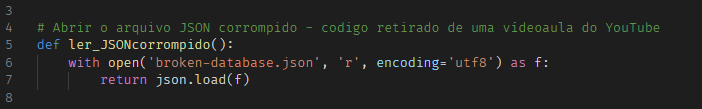 3
4 # Abrir o arquivo JSON corrompido - codigo retirado de uma videoaula do YouTube
5 def ler_JSONcorrompido():
6 with open('broken-database.json', 'r', encoding='utf8') as f:
7 return json.load(f)
8